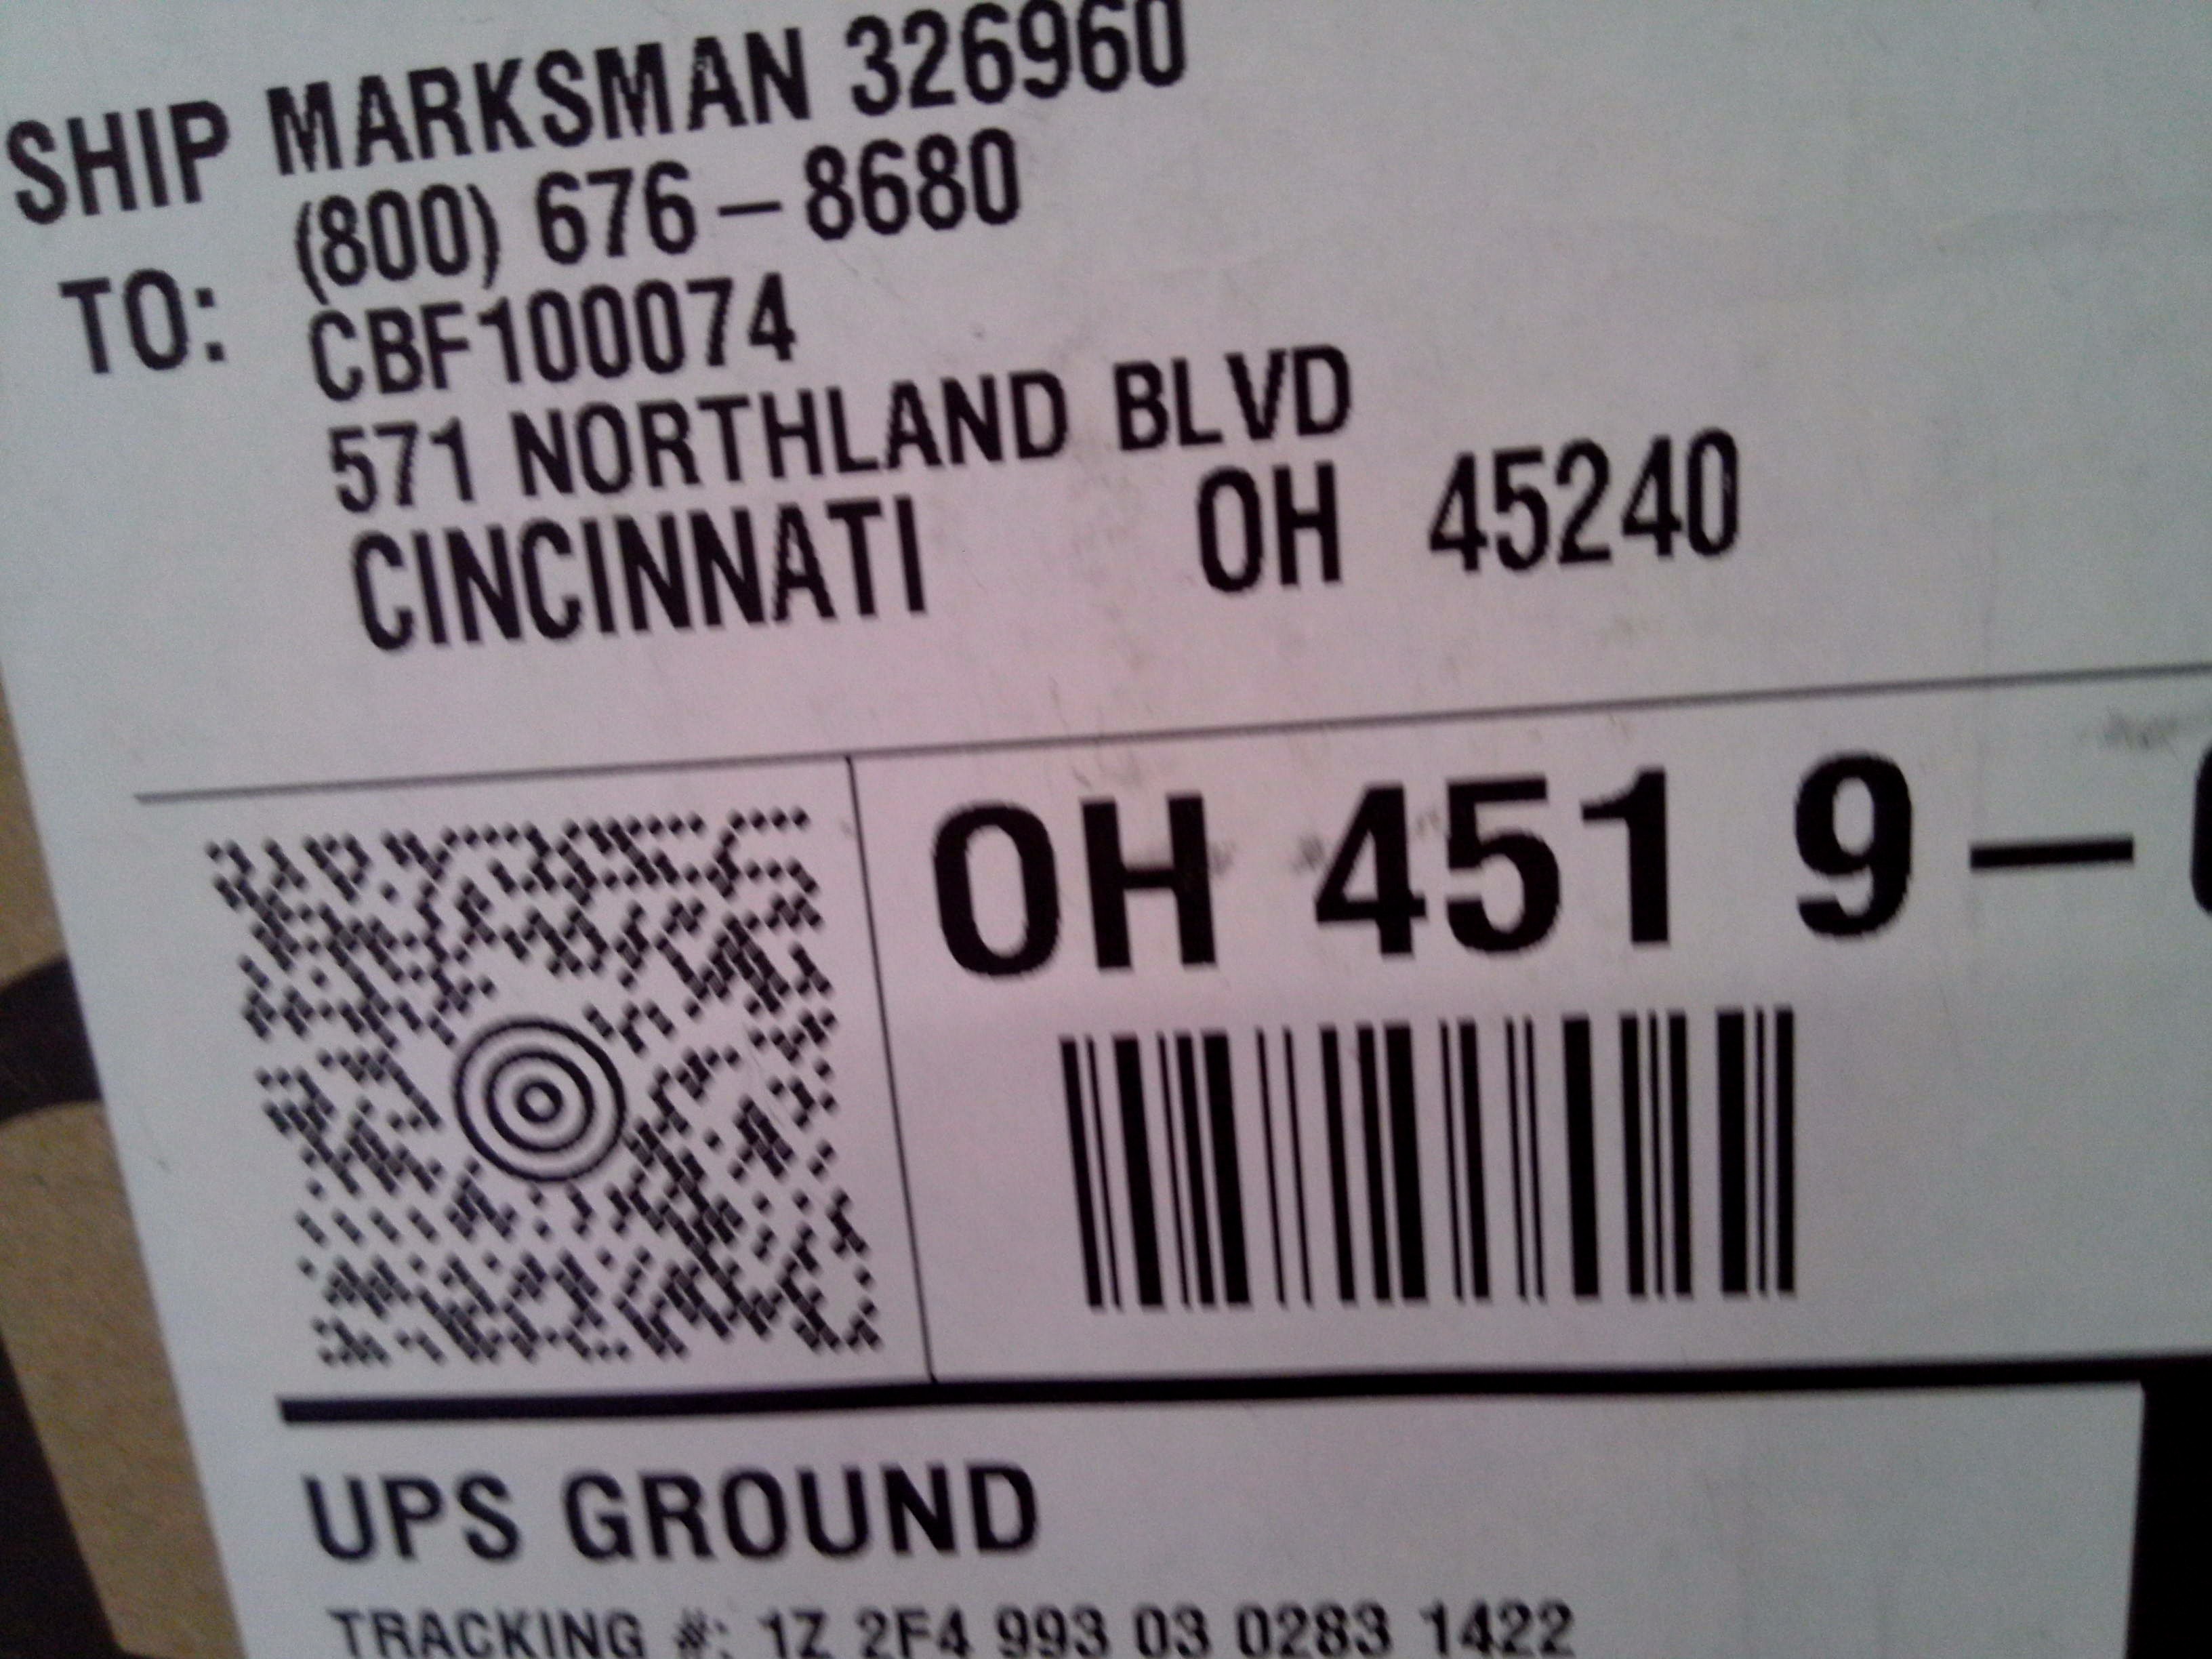 SHIP MARKSMAN 326960
(800) 676-8680
TO: CBF100074
571 NORTHLAND BLVD
CINCINNATI OH 45240
OH 451 9-
UPS GROUND
TRACKING #: 1Z 2F4 993 03 0283 1422